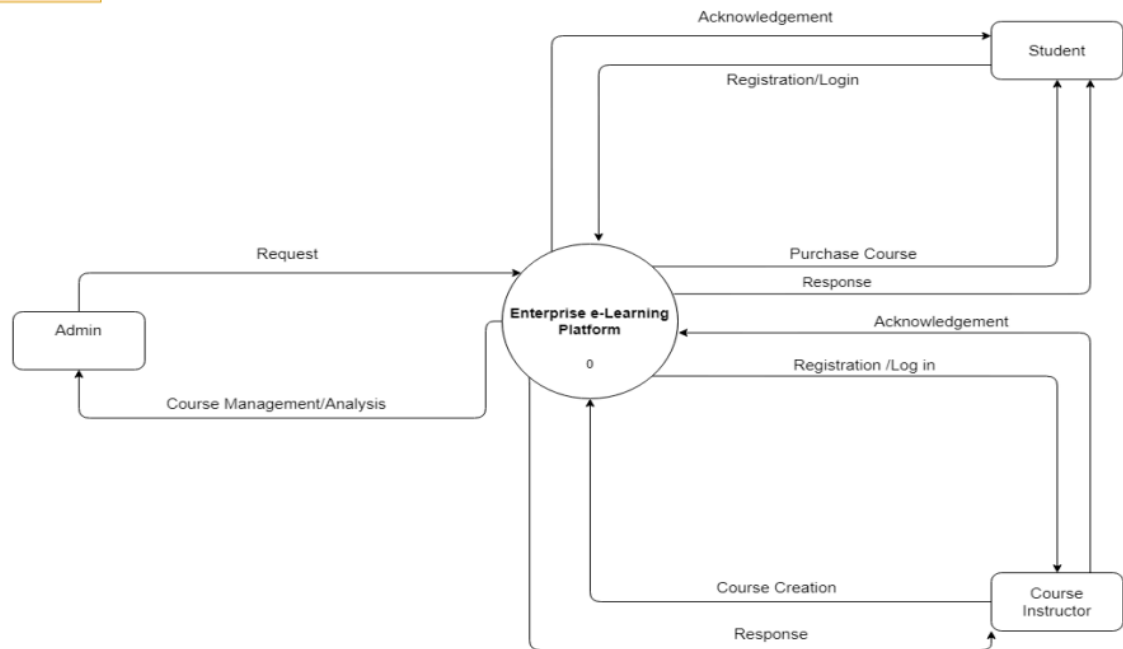 Acknowledgement
Student
Registration/Login
Request
Purchase Course
Response
Enterprise e-Learning
Platform
0
Admin
Acknowledgement
Registration /Log in
Course Management/Analysis
Course Creation
Course
Instructor
Response